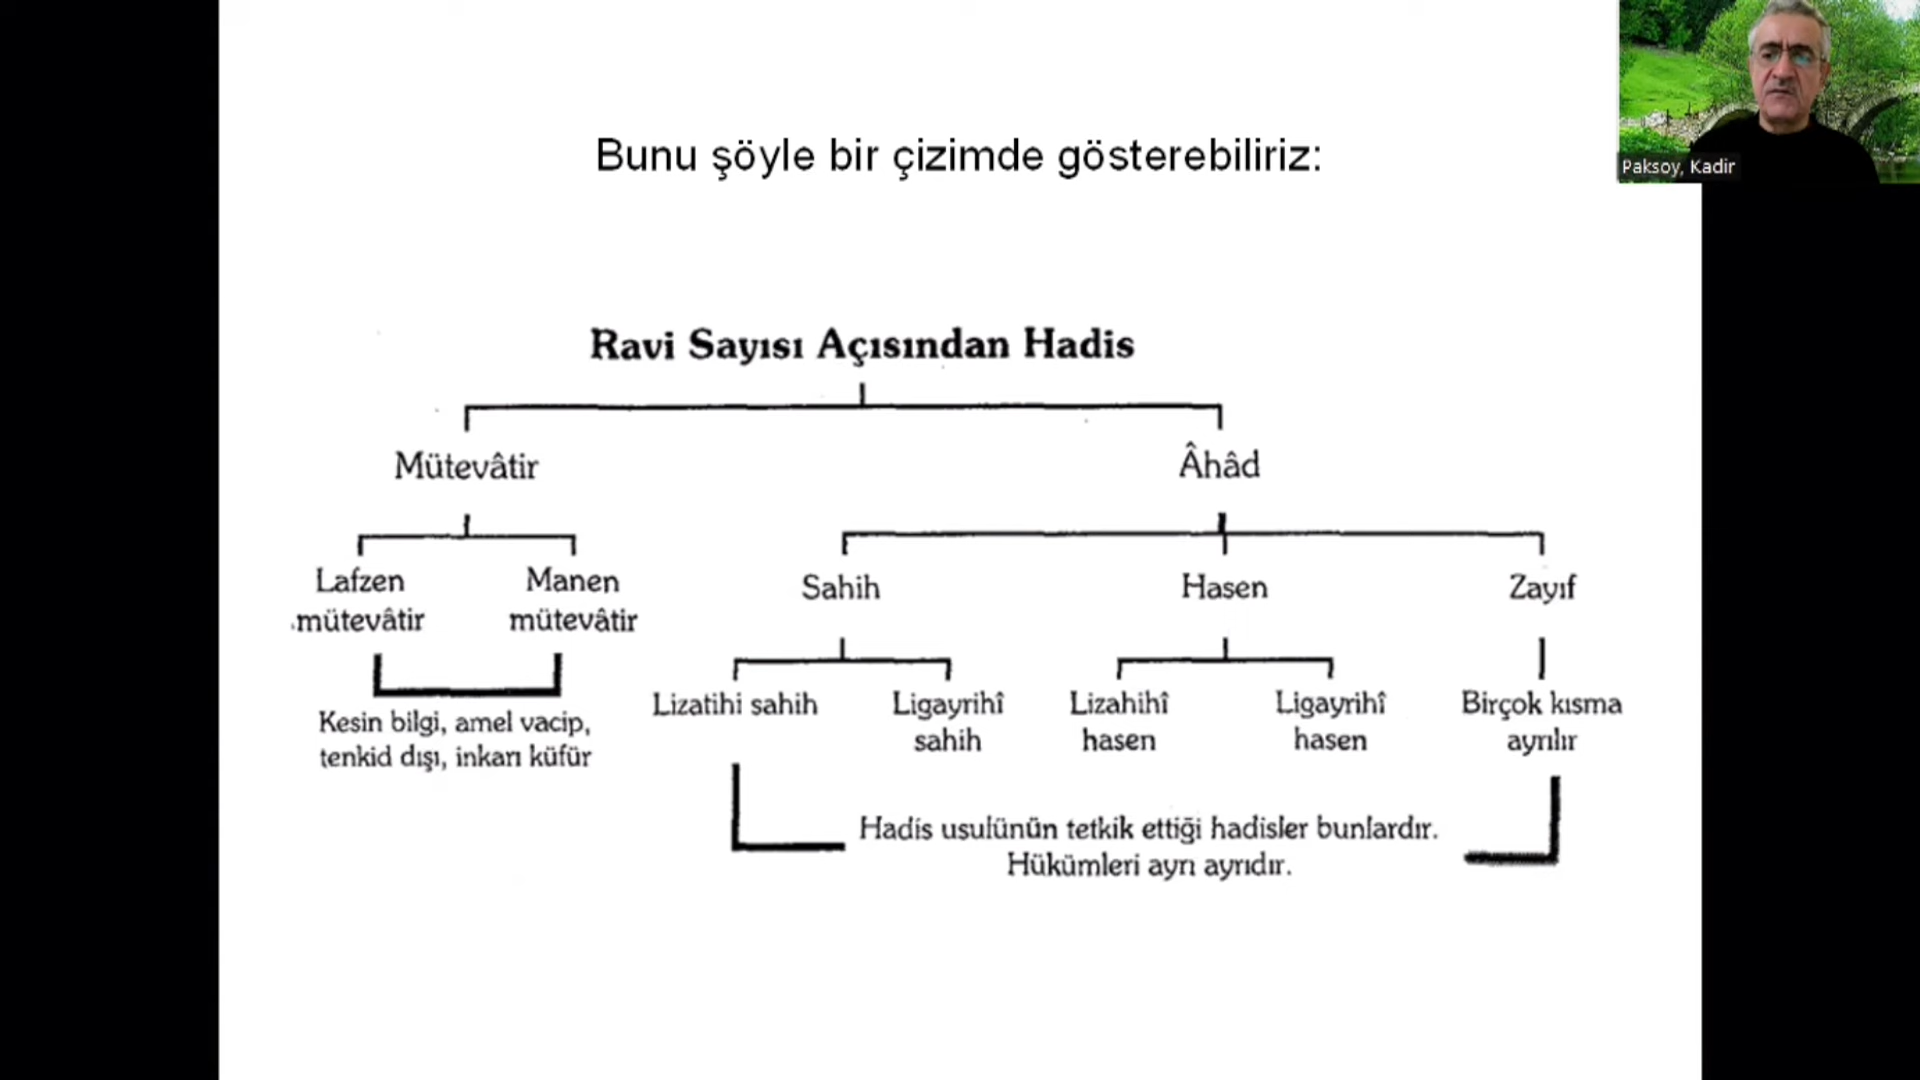 Paksoy, Kadir
Bunu şöyle bir çizimde gösterebiliriz:
Ravi Sayısı Açısından Hadis
Mütevâtir
Âhâd
Lafzen
mütevâtir
Manen
mütevâtir
Kesin bilgi, amel vacip,
tenkid dışı, inkarı küfür
Sahih
Hasen
Zayıf
Lizatihi sahih
Ligayrihî
sahih
Lizahihî
hasen
Ligayrihî
hasen
Birçok kısma
ayrılır
Hadis usulünün tetkik ettiği hadisler bunlardır.
Hükümleri ayrı ayrıdır.